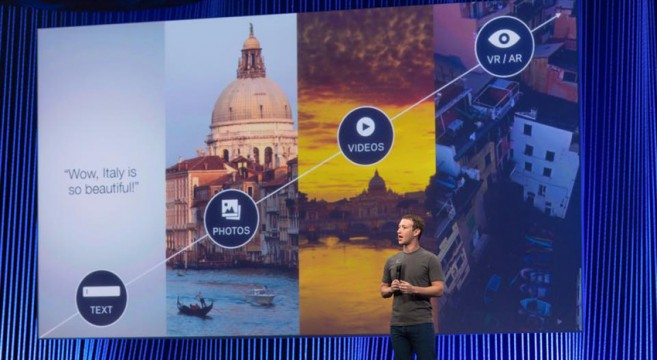 “Wow, Italy is
so beautiful!”
TEXT
PHOTOS
VIDEOS
VR / AR